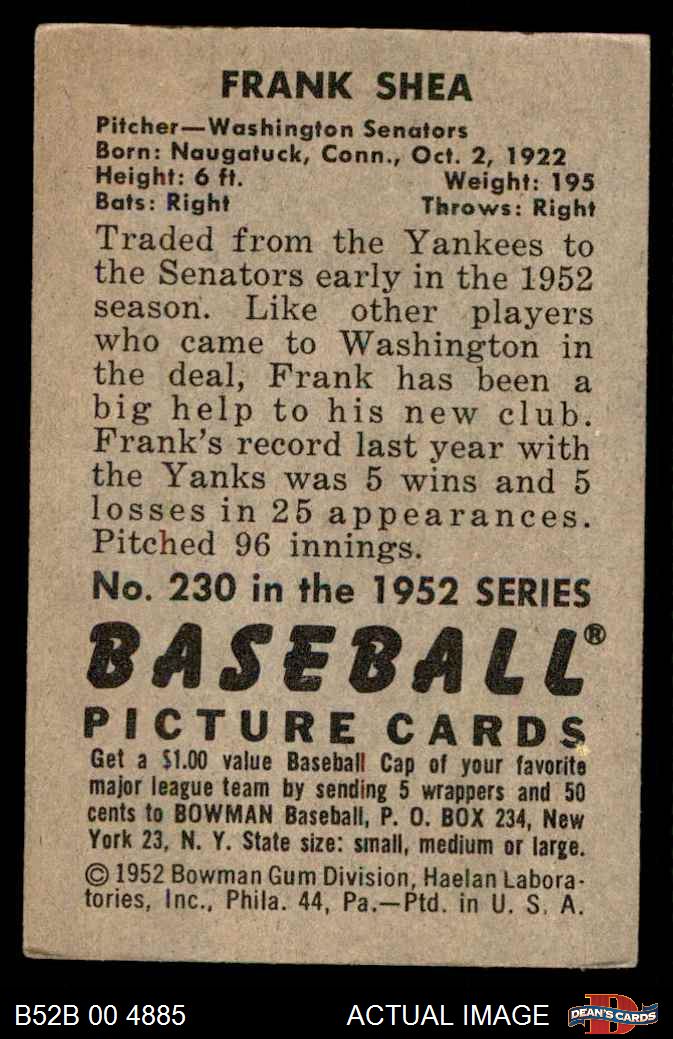 FRANK SHEA
Pitcher—Washington Senators
Born: Naugatuck, Conn., Oct. 2, 1922
Height: 6 ft. Weight: 195
Bats: Right Throws: Right
Traded from the Yankees to
the Senators early in the 1952
season. Like other players
who came to Washington in
the deal, Frank has been a
big help to his new club.
Frank's record last year with
the Yanks was 5 wins and 5
losses in 25 appearances.
Pitched 96 innings.
No. 230 in the 1952 SERIES
BASEBALL®
PICTURE CARDS
Get a $1.00 value Baseball Cap of your favorite
major league team by sending 5 wrappers and 50
cents to BOWMAN Baseball, P. O. BOX 234, New
York 23, N. Y. State size: small, medium or large.
© 1952 Bowman Gum Division, Haelan Labora-
tories, Inc., Phila. 44, Pa.—Ptd. in U. S. A.
B52B 00 4885 ACTUAL IMAGE D DEAN'S CARDS